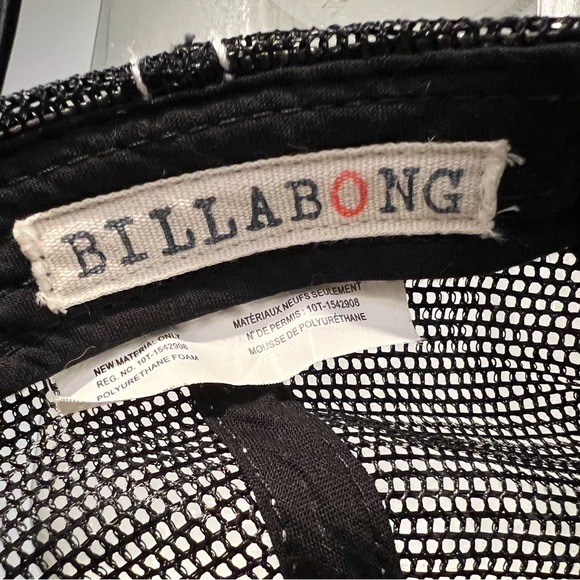 BILLABONG
NEW MATERIAL ONLY
REG. NO. 10T-1542908
POLYURETHANE FOAM
MATÉRIAUX NEUFS SEULEMENT
N° DE PERMIS : 10T-1542908
MOUSSE DE POLYURÉTHANE